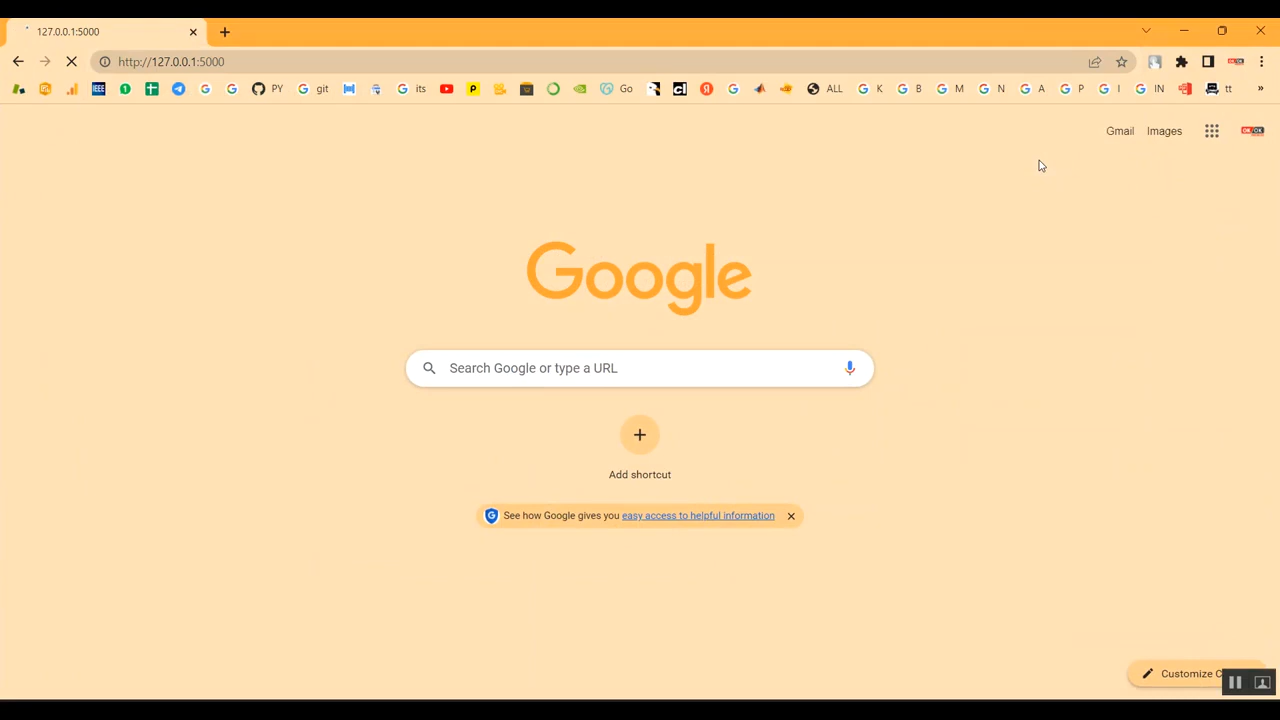 127.0.0.1:5000
http://127.0.0.1:5000
PY git its Go ALL K B M N A P I IN tt
Gmail Images
Google
Search Google or type a URL
Add shortcut
See how Google gives you easy access to helpful information
Customize C